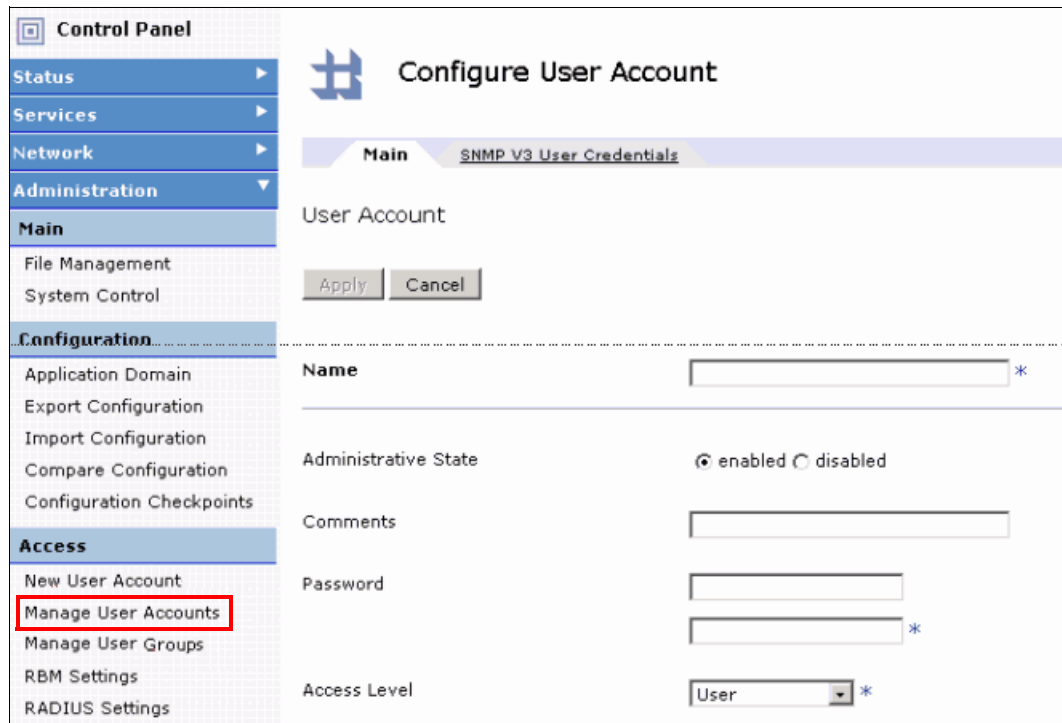 Control Panel
Status
Services
Network
Administration
Main
File Management
System Control
Configuration
Application Domain
Export Configuration
Import Configuration
Compare Configuration
Configuration Checkpoints
Access
New User Account
Manage User Accounts
Manage User Groups
RBM Settings
RADIUS Settings
Configure User Account
Main SNMP V3 User Credentials
User Account
Apply Cancel
Name *
Administrative State enabled disabled
Comments
Password
*
Access Level User *